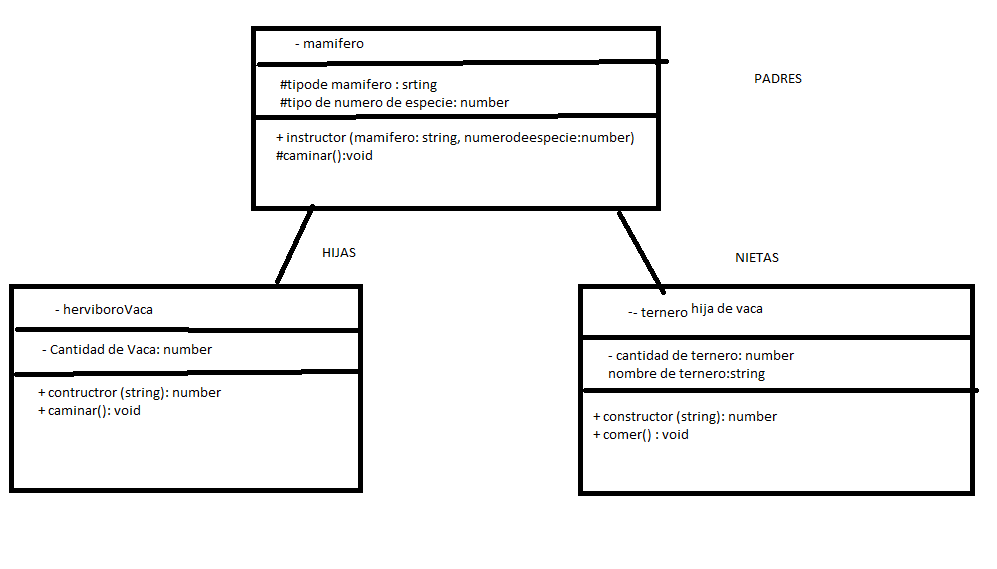 - mamifero
PADRES
#tipode mamifero : srting
#tipo de numero de especie: number
+ instructor (mamifero: string, numerodeespecie:number)
#caminar():void
HIJAS
NIETAS
- herviboroVaca
- Cantidad de Vaca: number
+ contructror (string): number
+ caminar(): void
-- ternero hija de vaca
- cantidad de ternero: number
nombre de ternero:string
+ constructor (string): number
+ comer() : void